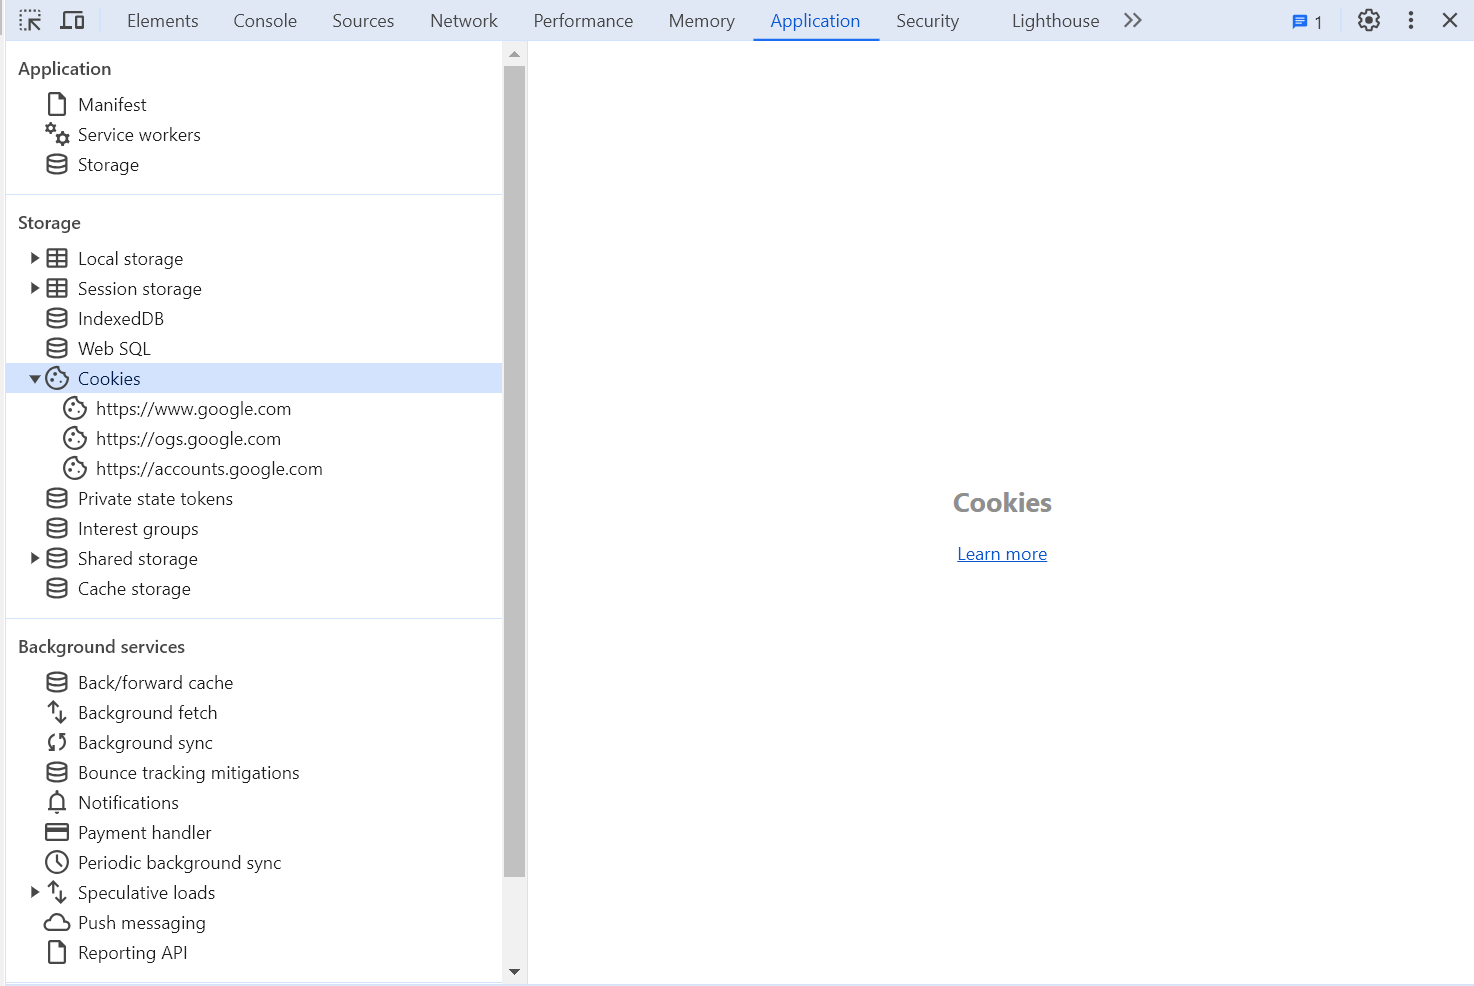 Elements Console Sources Network Performance Memory Application Security Lighthouse 1
Application
Manifest
Service workers
Storage
Storage
Local storage
Session storage
IndexedDB
Web SQL
Cookies
https://www.google.com
https://ogs.google.com
https://accounts.google.com
Private state tokens
Interest groups
Shared storage
Cache storage
Background services
Back/forward cache
Background fetch
Background sync
Bounce tracking mitigations
Notifications
Payment handler
Periodic background sync
Speculative loads
Push messaging
Reporting API
Cookies
Learn more